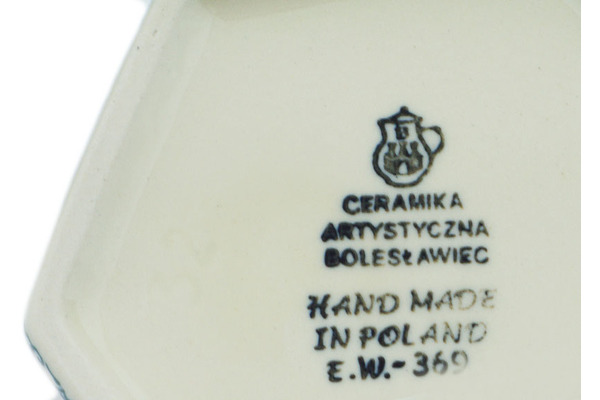 CERAMIKA
ARTYSTYCZNA
BOLESŁAWIEC
HAND MADE
IN POLAND
E.W.-369